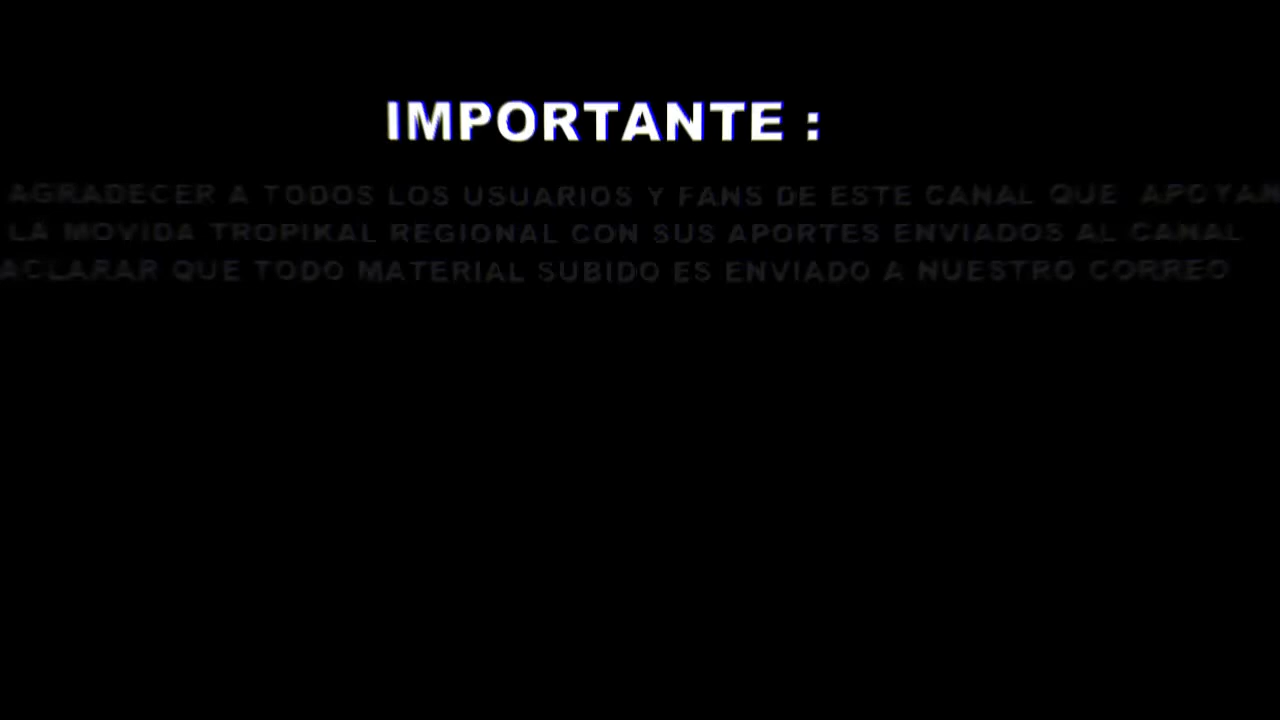 IMPORTANTE :
AGRADECER A TODOS LOS USUARIOS Y FANS DE ESTE CANAL QUE APOYAN
LA MOVIDA TROPIKAL REGIONAL CON SUS APORTES ENVIADOS AL CANAL
ACLARAR QUE TODO MATERIAL SUBIDO ES ENVIADO A NUESTRO CORREO